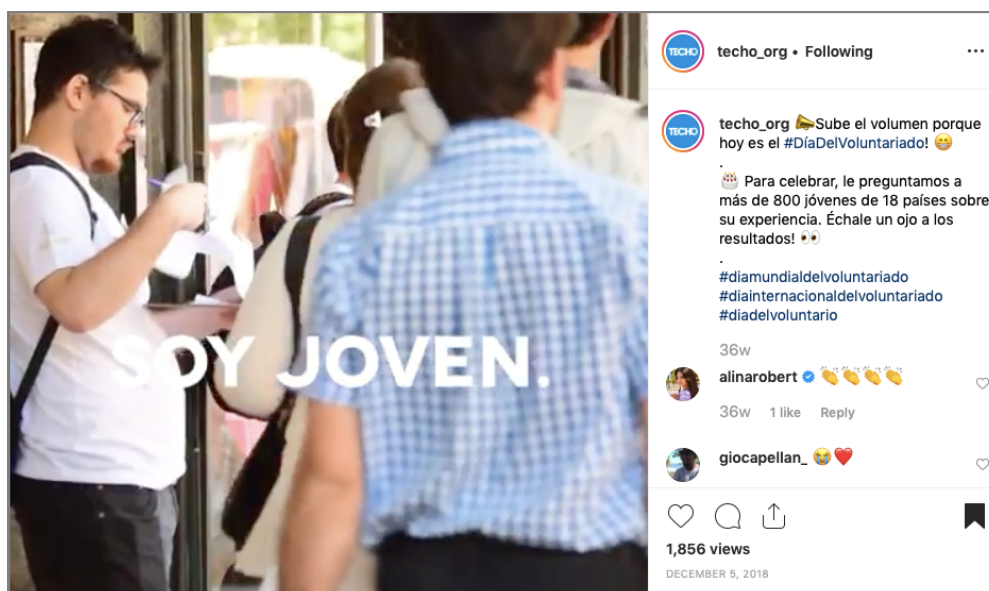 SOY JOVEN.
TECHO
techo_org • Following
TECHO
techo_org 📣Sube el volumen porque
hoy es el #DíaDelVoluntariado! 😁
.
🎂 Para celebrar, le preguntamos a
más de 800 jóvenes de 18 países sobre
su experiencia. Échale un ojo a los
resultados! 👀
.
#diamundialdelvoluntariado
#diainternacionaldelvoluntariado
#diadelvoluntario
36w
alinarobert 👏👏👏👏
36w 1 like Reply
giocapellan_ 😭❤️
1,856 views
DECEMBER 5, 2018